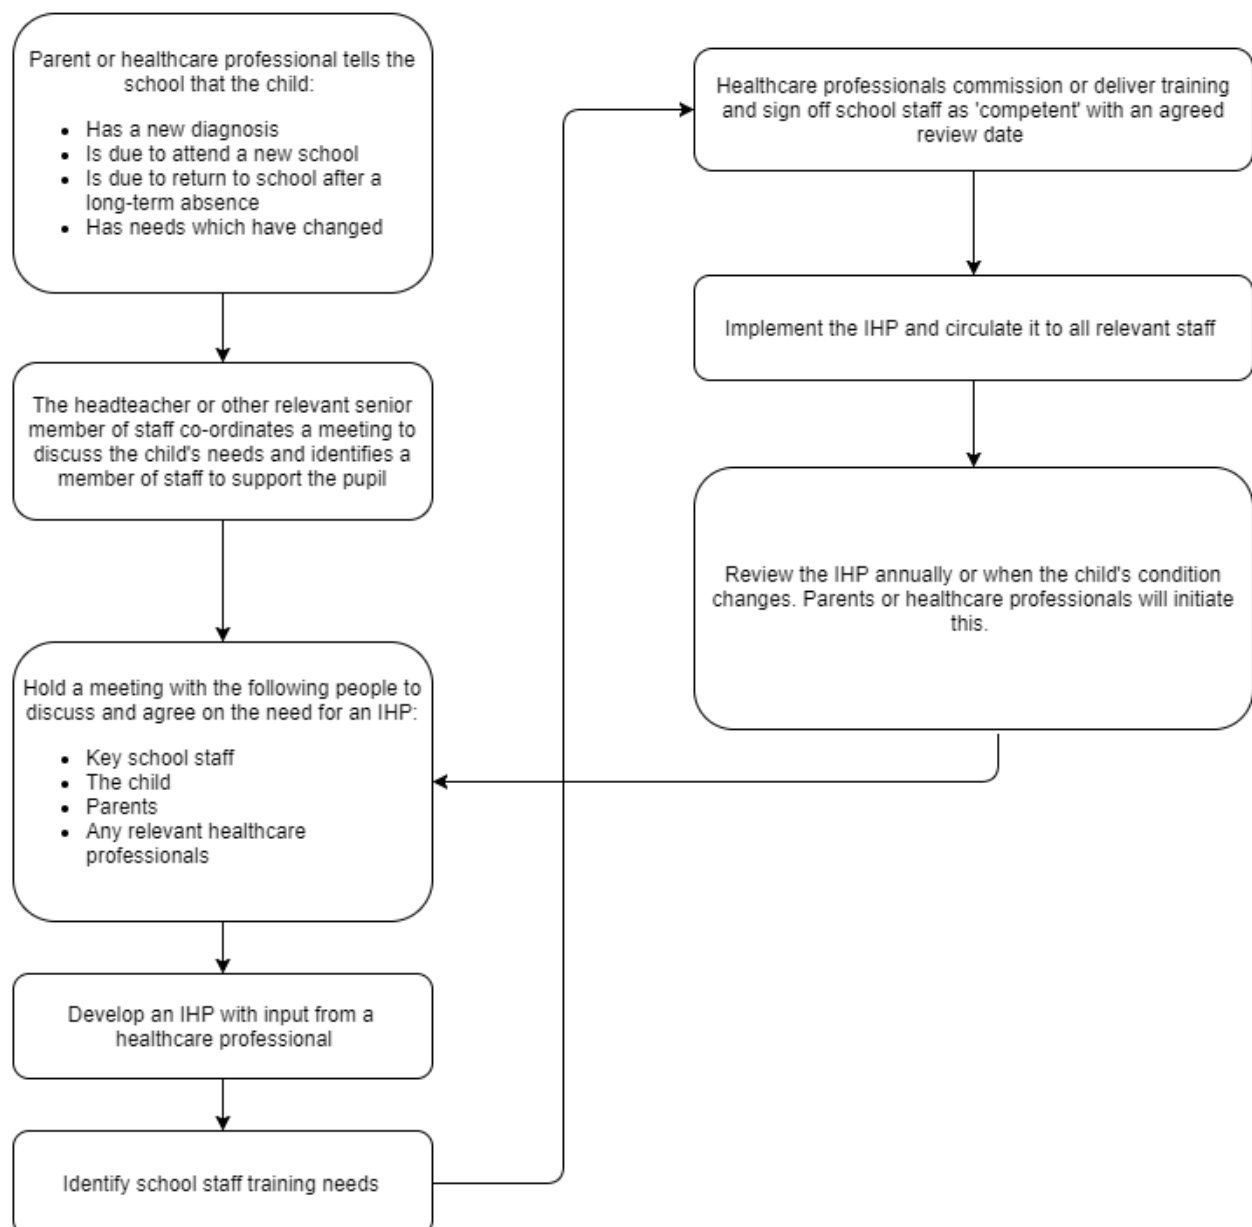 Parent or healthcare professional tells the
school that the child:
• Has a new diagnosis
• Is due to attend a new school
• Is due to return to school after a
long-term absence
• Has needs which have changed
The headteacher or other relevant senior
member of staff co-ordinates a meeting to
discuss the child's needs and identifies a
member of staff to support the pupil
Hold a meeting with the following people to
discuss and agree on the need for an IHP:
• Key school staff
• The child
• Parents
• Any relevant healthcare
professionals
Develop an IHP with input from a
healthcare professional
Identify school staff training needs
Healthcare professionals commission or deliver training
and sign off school staff as 'competent' with an agreed
review date
Implement the IHP and circulate it to all relevant staff
Review the IHP annually or when the child's condition
changes. Parents or healthcare professionals will initiate
this.